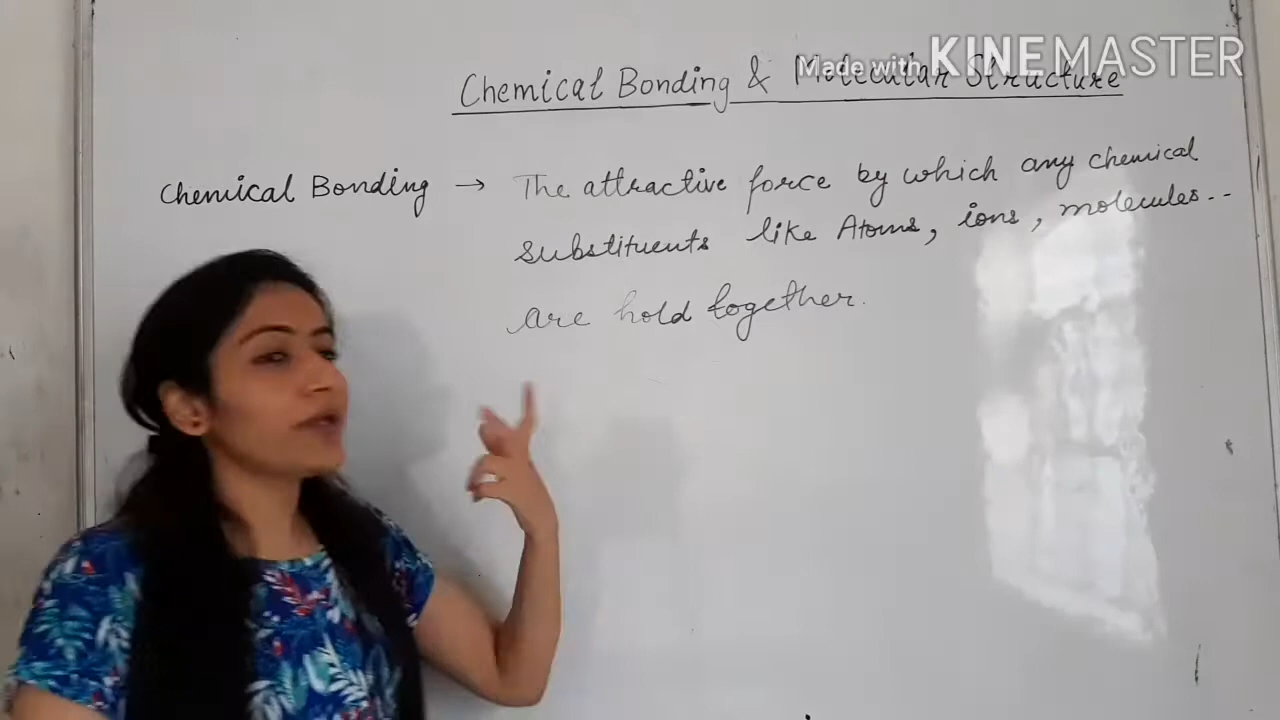 Made with KINEMASTER
Chemical Bonding & Molecular Structure
Chemical Bonding → The attractive force by which any chemical
substituents like Atoms, ions, molecules..
are hold together.